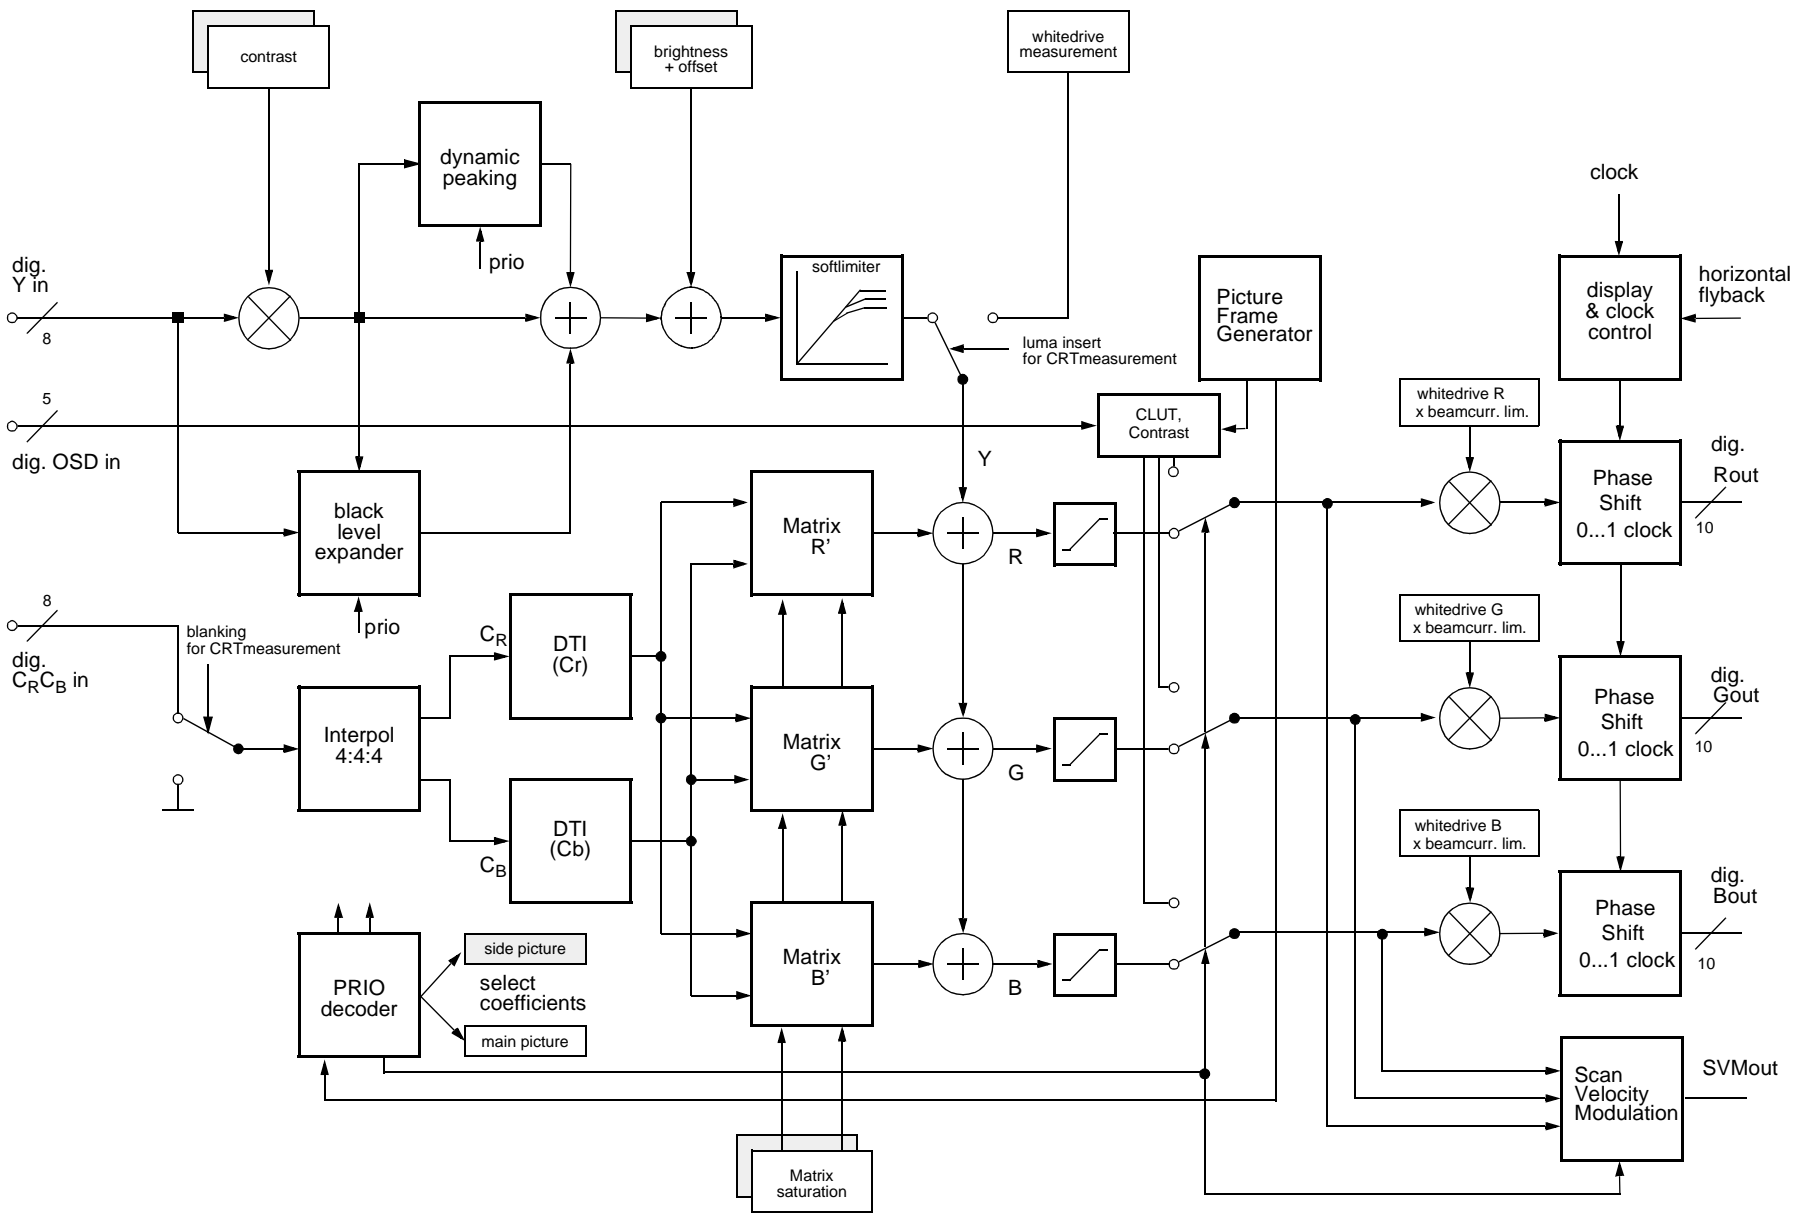 contrast
brightness
+ offset
whitedrive
measurement
dynamic
peaking
prio
clock
dig.
Y in
8
softlimiter
luma insert
for CRTmeasurement
Picture
Frame
Generator
display
& clock
control
horizontal
flyback
5
dig. OSD in
CLUT,
Contrast
whitedrive R
x beamcurr. lim.
black
level
expander
prio
Y
Matrix
R’
R
Phase
Shift
0...1 clock
dig.
Rout
10
8
dig.
CRCB in
blanking
for CRTmeasurement
Interpol
4:4:4
CR
DTI
(Cr)
CB
DTI
(Cb)
Matrix
G’
G
whitedrive G
x beamcurr. lim.
Phase
Shift
0...1 clock
dig.
Gout
10
Matrix
B’
B
whitedrive B
x beamcurr. lim.
Phase
Shift
0...1 clock
dig.
Bout
10
PRIO
decoder
side picture
select
coefficients
main picture
Matrix
saturation
Scan
Velocity
Modulation
SVMout